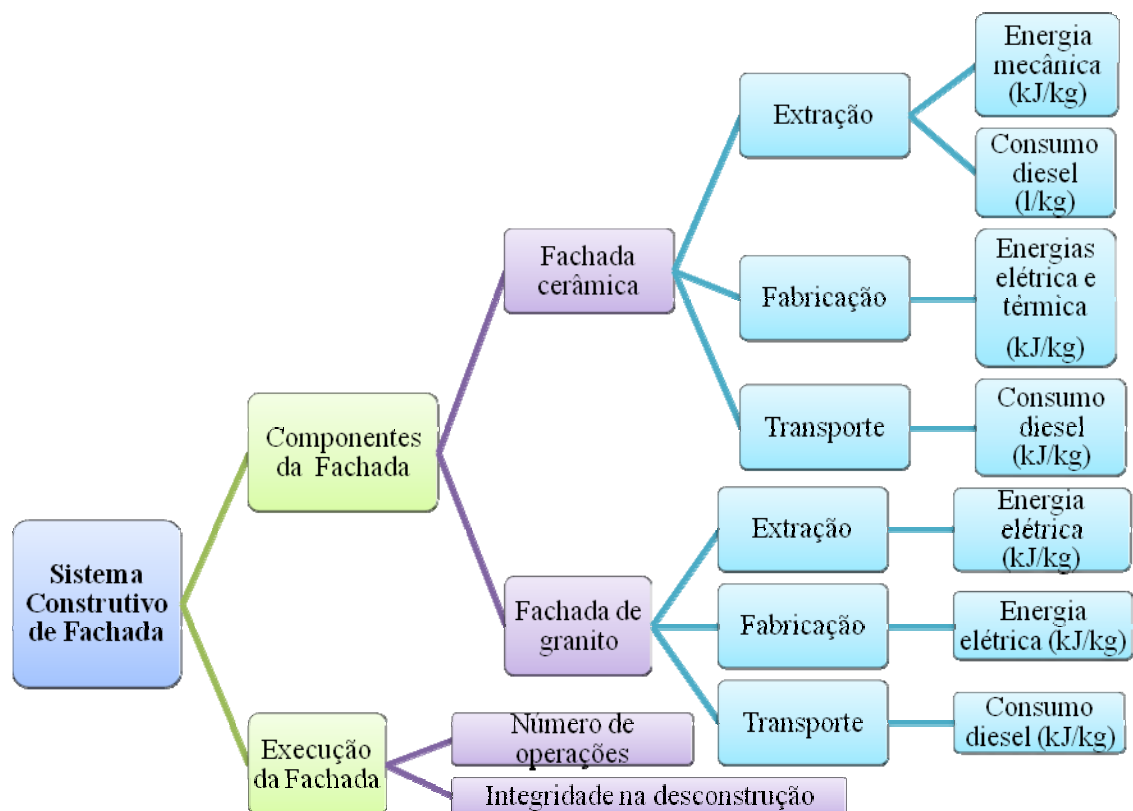 Sistema
Construtivo
de Fachada
Componentes
da Fachada
Execução
da Fachada
Fachada
cerâmica
Fachada de
granito
Número de
operações
Integridade na desconstrução
Extração
Energia
mecânica
(kJ/kg)
Consumo
diesel
(l/kg)
Fabricação
Energias
elétrica e
térmica
(kJ/kg)
Transporte
Consumo
diesel
(kJ/kg)
Extração
Energia
elétrica
(kJ/kg)
Fabricação
Energia
elétrica (kJ/kg)
Transporte
Consumo
diesel (kJ/kg)